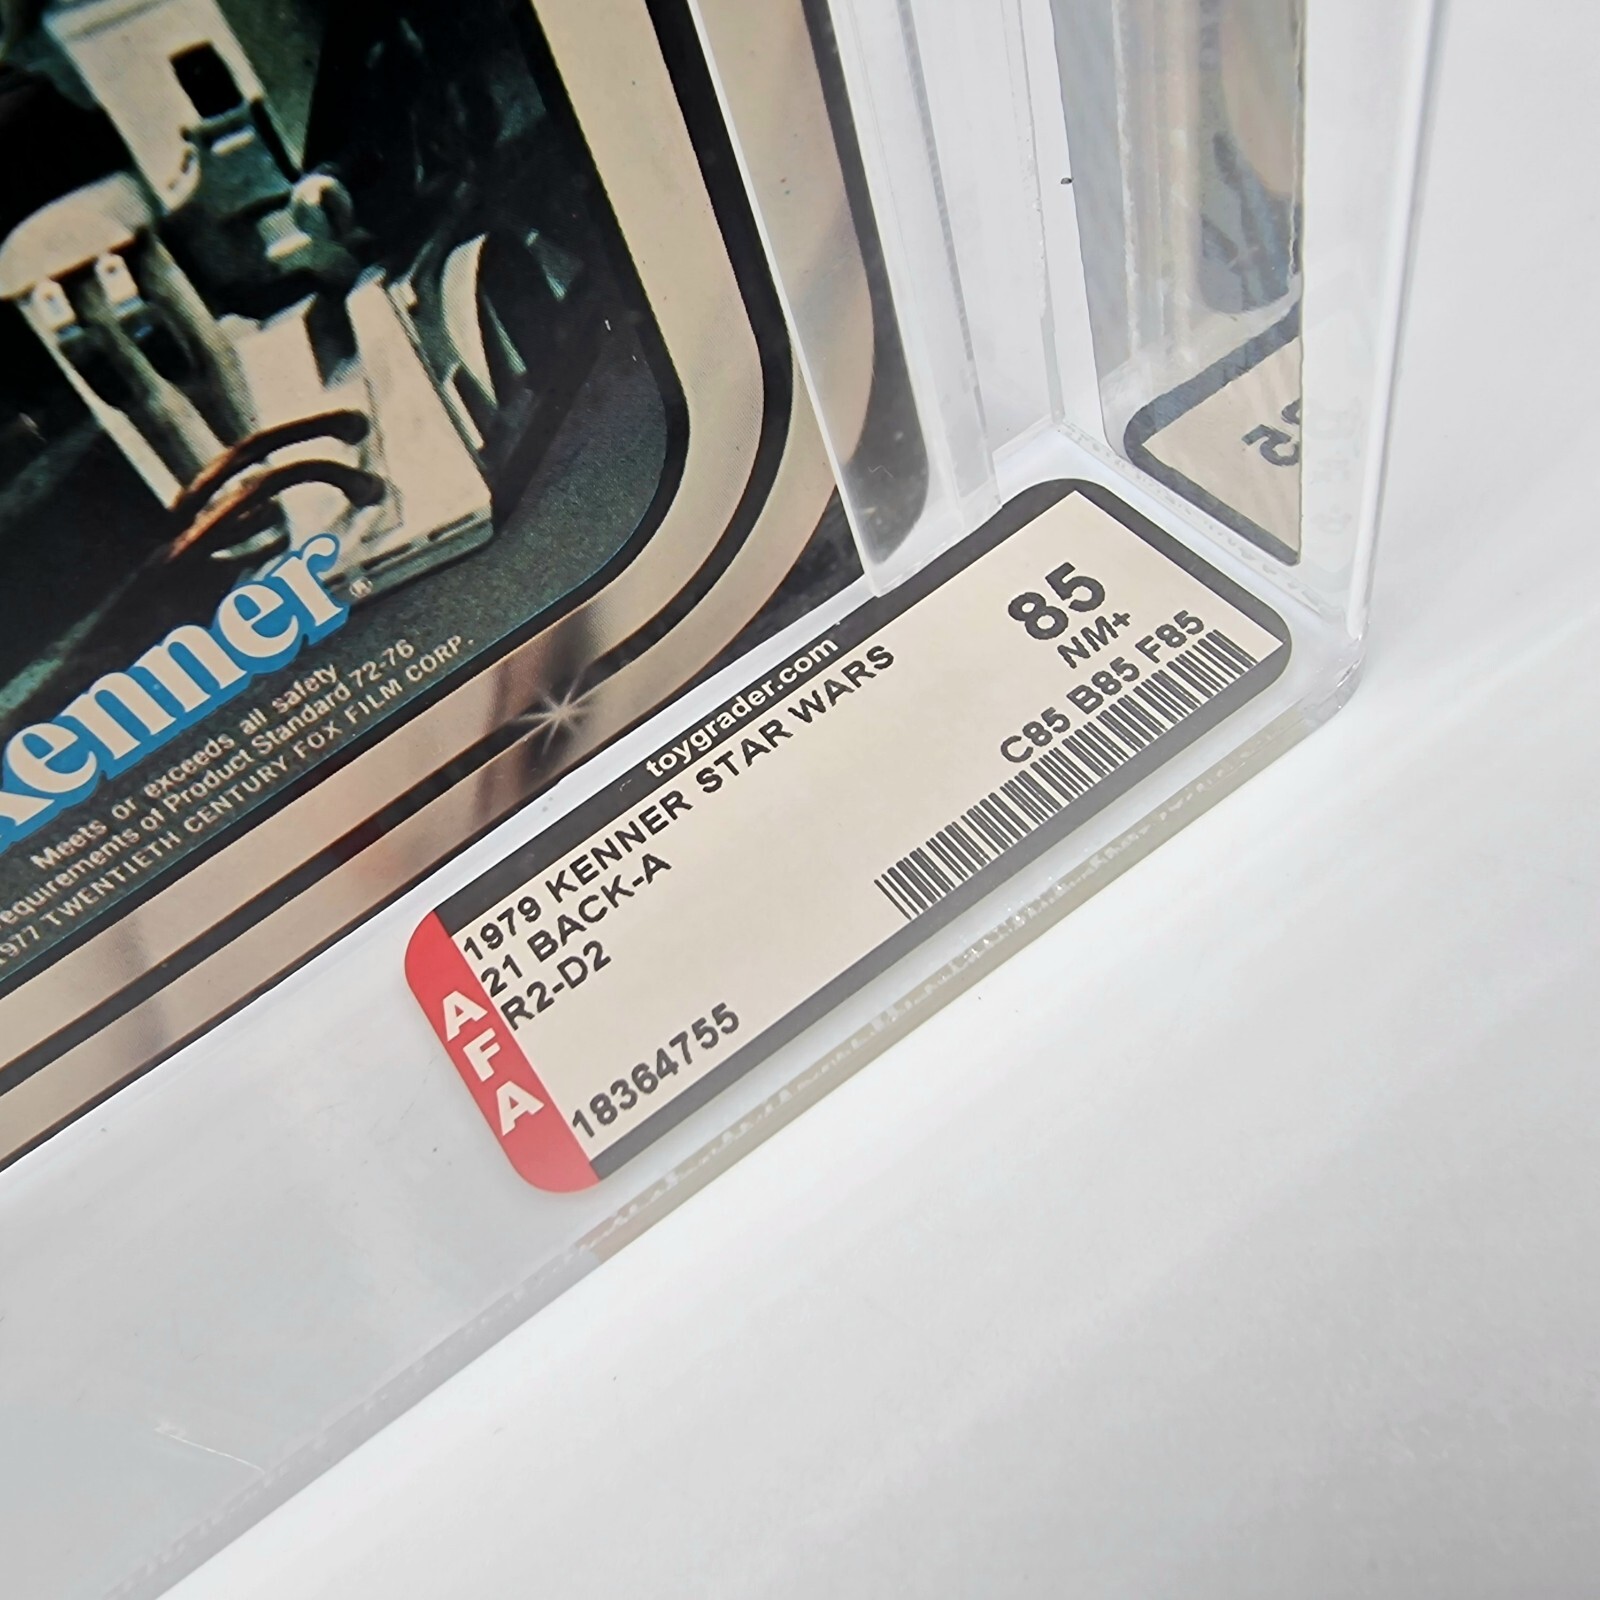 Kenner®
Meets or exceeds all safety
requirements of Product Standard 72-76
1977 TWENTIETH CENTURY FOX FILM CORP.
toygrader.com
1979 KENNER STAR WARS
21 BACK-A
R2-D2
85
NM+
C85 B85 F85
18364755
AFA